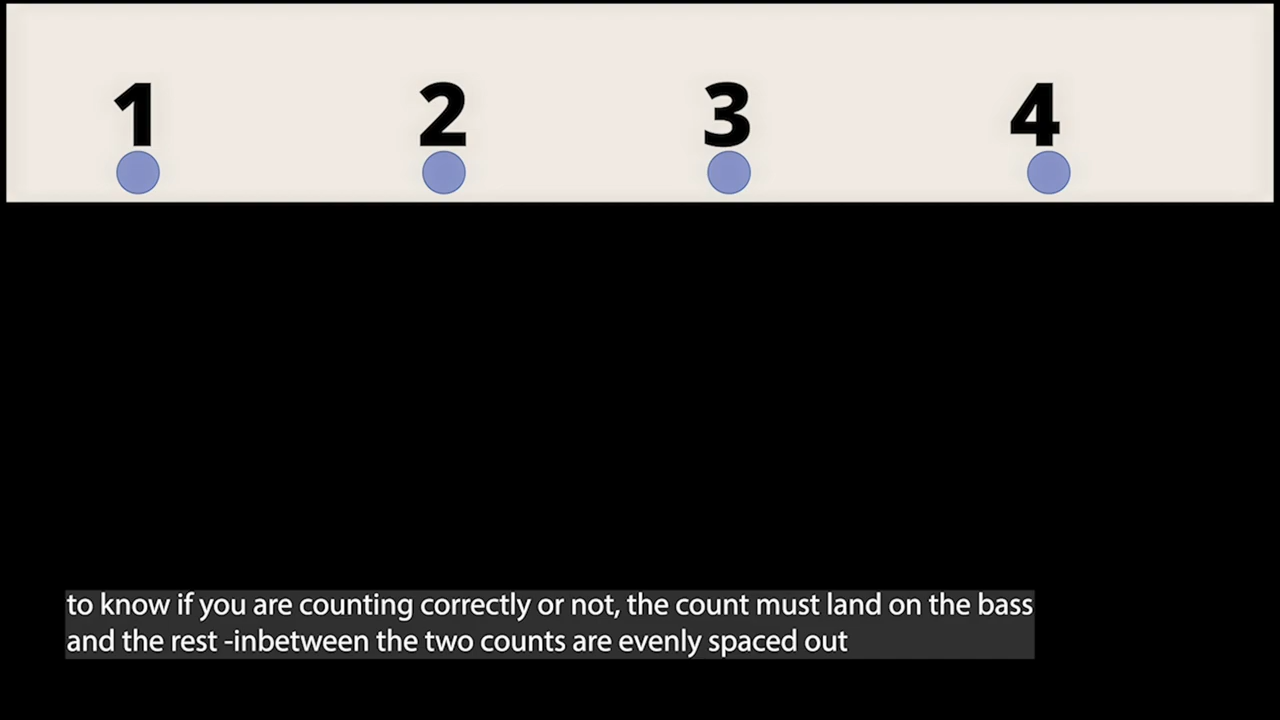 1 2 3 4
to know if you are counting correctly or not, the count must land on the bass
and the rest -inbetween the two counts are evenly spaced out